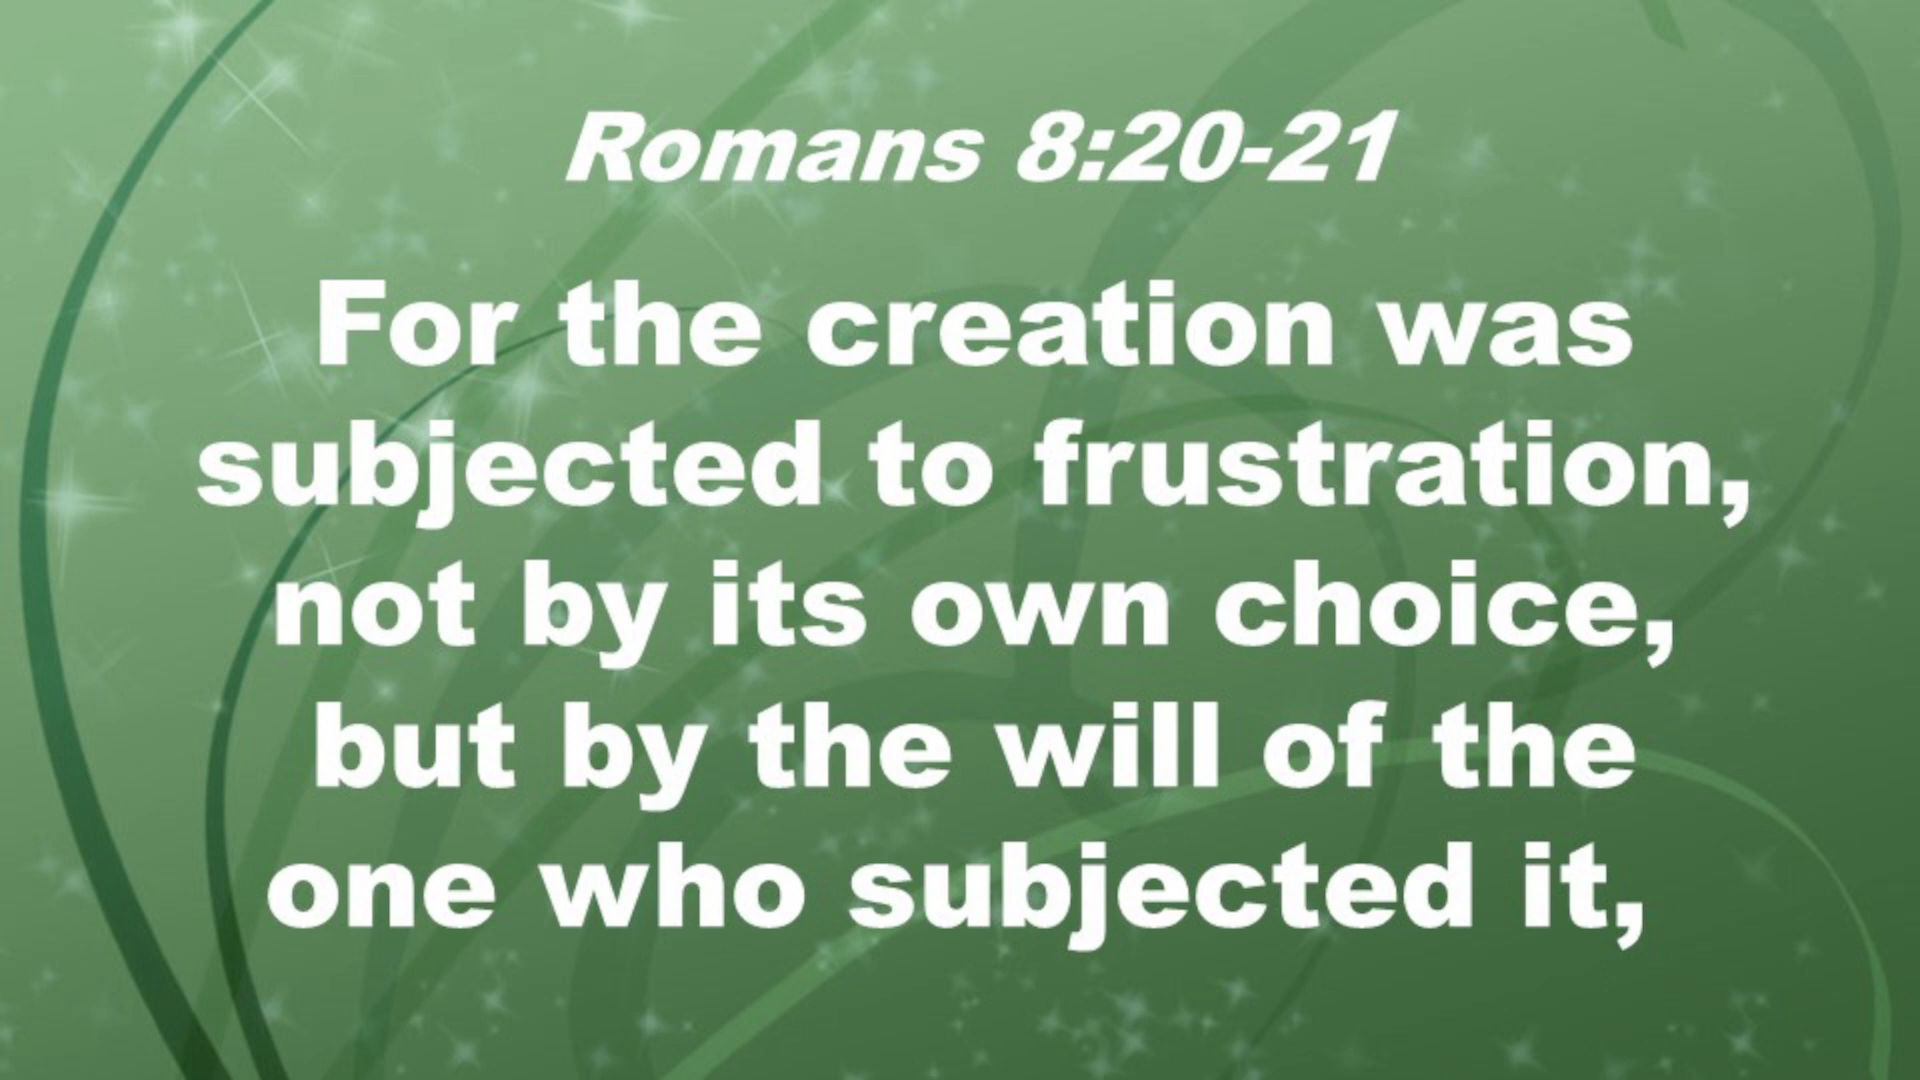 Romans 8:20-21
For the creation was
subjected to frustration,
not by its own choice,
but by the will of the
one who subjected it,